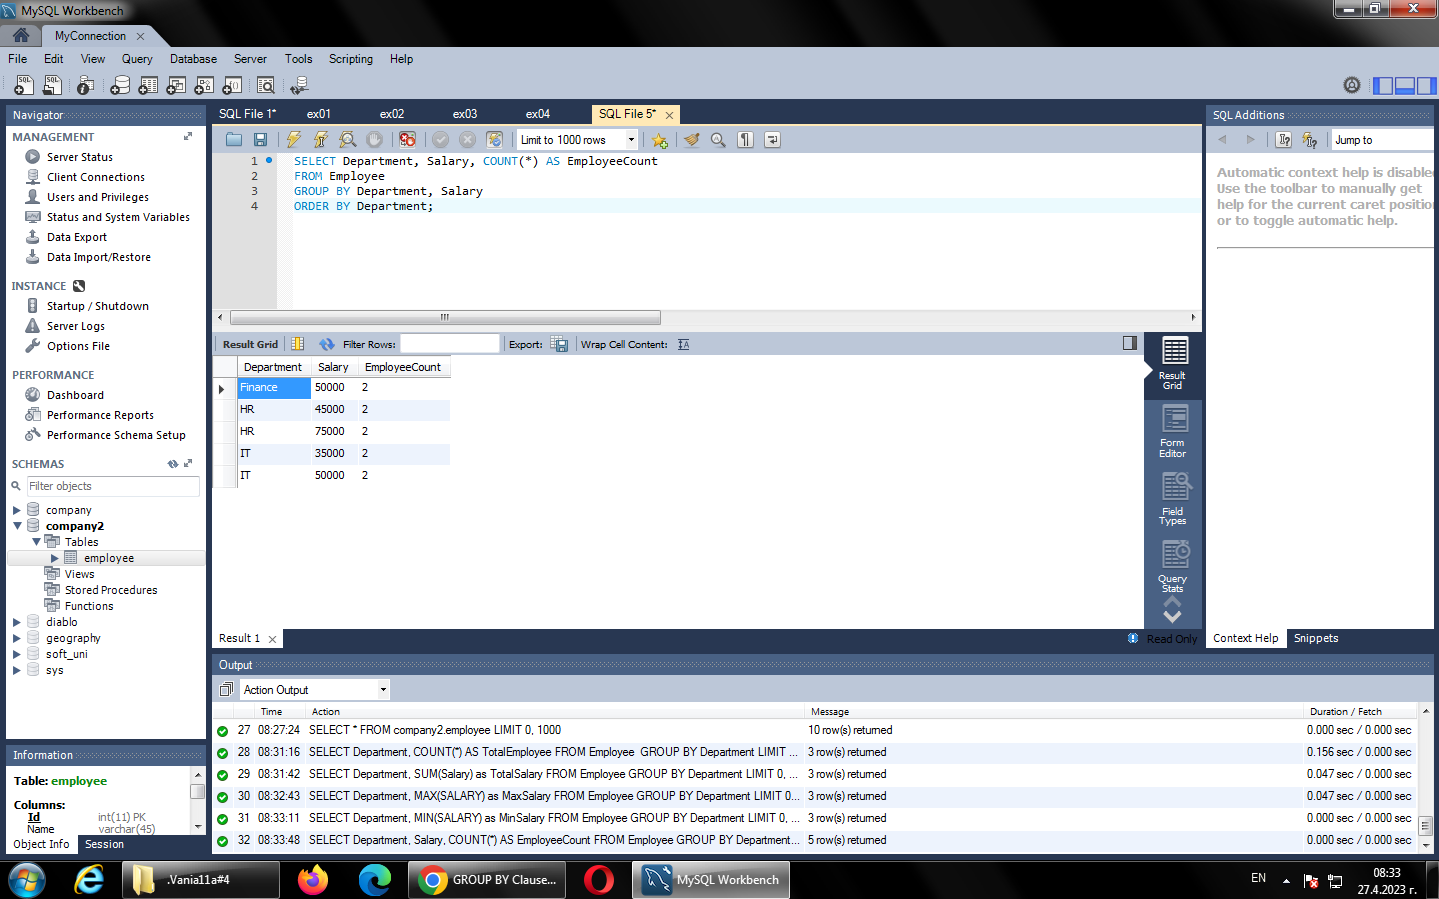 MySQL Workbench
MyConnection
File Edit View Query Database Server Tools Scripting Help
Navigator
MANAGEMENT
Server Status
Client Connections
Users and Privileges
Status and System Variables
Data Export
Data Import/Restore
INSTANCE
Startup / Shutdown
Server Logs
Options File
PERFORMANCE
Dashboard
Performance Reports
Performance Schema Setup
SCHEMAS
Filter objects
company
company2
Tables
employee
Views
Stored Procedures
Functions
diablo
geography
soft_uni
sys
Information
Table: employee
Columns:
Id int(11) PK
Name varchar(45)
Object Info Session
SQL File 1* ex01 ex02 ex03 ex04 SQL File 5*
Limit to 1000 rows
1 SELECT Department, Salary, COUNT(*) AS EmployeeCount
2 FROM Employee
3 GROUP BY Department, Salary
4 ORDER BY Department;
Result Grid Filter Rows: Export: Wrap Cell Content:
Department Salary EmployeeCount
Finance 50000 2
HR 45000 2
HR 75000 2
IT 35000 2
IT 50000 2
Result
Grid
Form
Editor
Field
Types
Query
Stats
Result 1
Read Only
SQL Additions
Jump to
Automatic context help is disabled
Use the toolbar to manually get
help for the current caret position
or to toggle automatic help.
Context Help Snippets
Output
Action Output
Time Action Message Duration / Fetch
27 08:27:24 SELECT * FROM company2.employee LIMIT 0, 1000 10 row(s) returned 0.000 sec / 0.000 sec
28 08:31:16 SELECT Department, COUNT(*) AS TotalEmployee FROM Employee GROUP BY Department LIMIT ... 3 row(s) returned 0.156 sec / 0.000 sec
29 08:31:42 SELECT Department, SUM(Salary) as TotalSalary FROM Employee GROUP BY Department LIMIT 0, ... 3 row(s) returned 0.047 sec / 0.000 sec
30 08:32:43 SELECT Department, MAX(SALARY) as MaxSalary FROM Employee GROUP BY Department LIMIT 0... 3 row(s) returned 0.047 sec / 0.000 sec
31 08:33:11 SELECT Department, MIN(SALARY) as MinSalary FROM Employee GROUP BY Department LIMIT 0, ... 3 row(s) returned 0.000 sec / 0.000 sec
32 08:33:48 SELECT Department, Salary, COUNT(*) AS EmployeeCount FROM Employee GROUP BY Department... 5 row(s) returned 0.000 sec / 0.000 sec
.Vania11a#4
GROUP BY Clause...
MySQL Workbench
EN
08:33
27.4.2023 г.